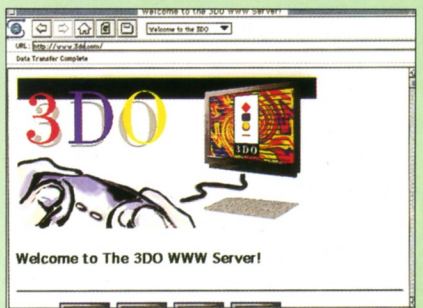 Welcome to the 3DO WWW Server!
Welcome to the 3DO
URL: http://www.3do.com/
Data Transfer Complete
3DO
3DO
Welcome to The 3DO WWW Server!